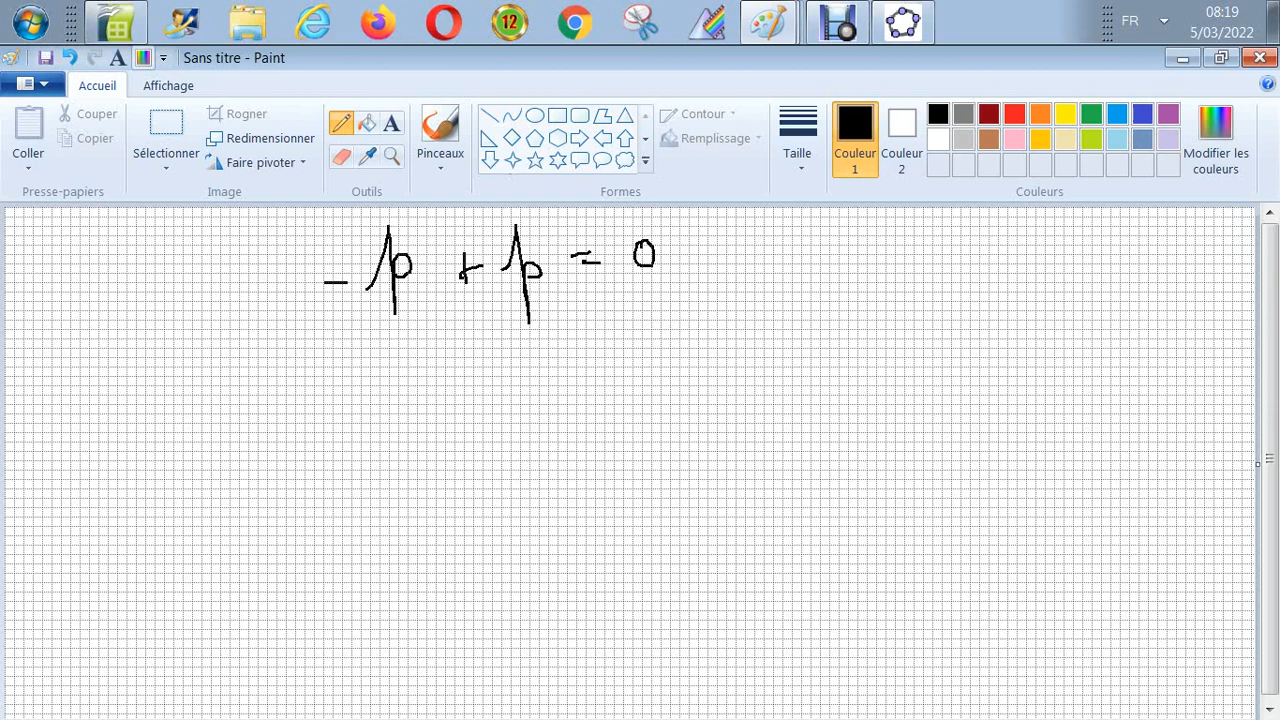 12
FR
08:19
5/03/2022
Sans titre - Paint
Accueil
Affichage
Coller
Couper
Copier
Presse-papiers
Sélectionner
Rogner
Redimensionner
Faire pivoter
Image
A
Outils
Pinceaux
Contour
Remplissage
Formes
Taille
Couleur 1
Couleur 2
Modifier les couleurs
Couleurs
- p + p = 0